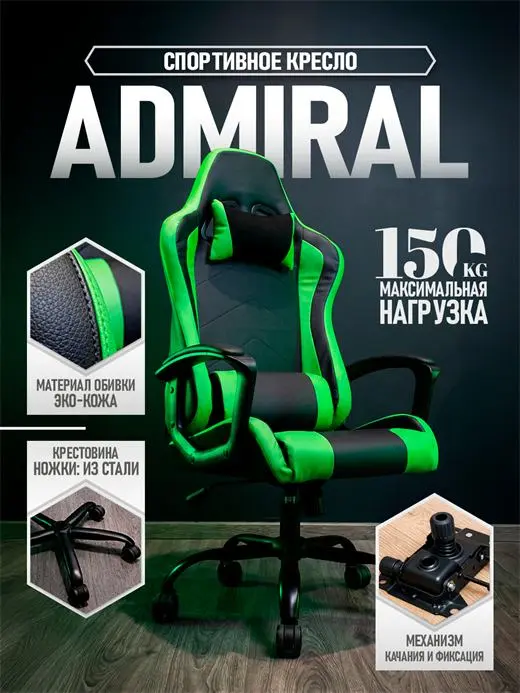 СПОРТИВНОЕ КРЕСЛО
ADMIRAL
150
KG
МАКСИМАЛЬНАЯ
НАГРУЗКА
МАТЕРИАЛ ОБИВКИ
ЭКО-КОЖА
КРЕСТОВИНА
НОЖКИ: ИЗ СТАЛИ
МЕХАНИЗМ
КАЧАНИЯ И ФИКСАЦИЯ